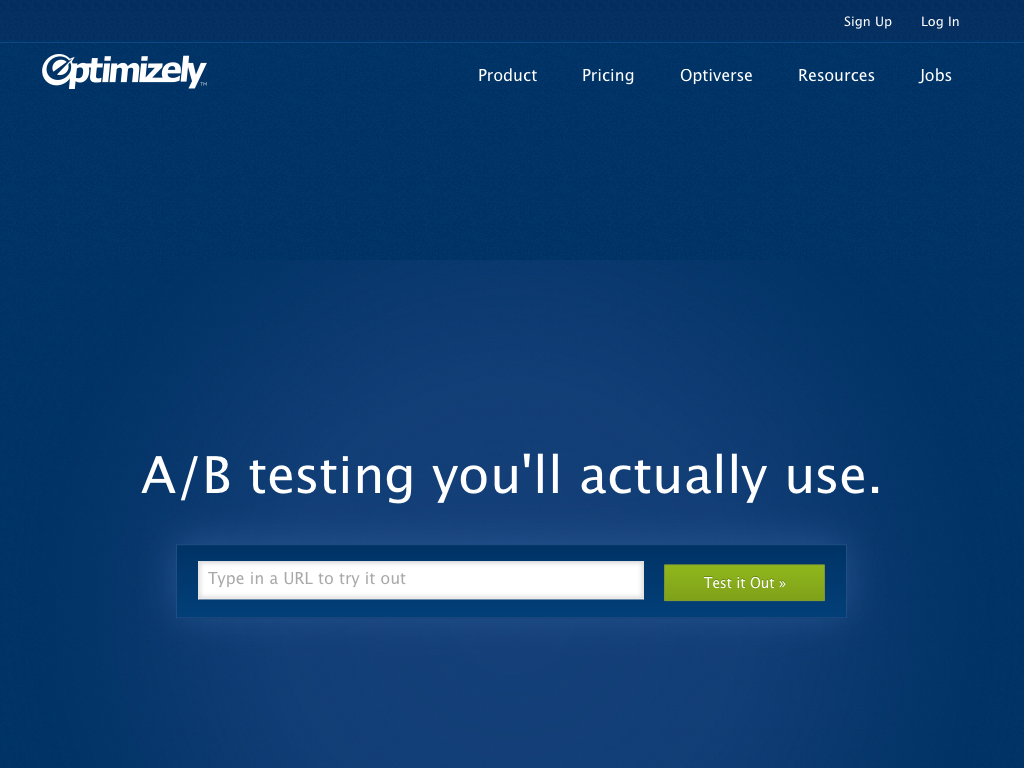 Sign Up Log In
Optimizely™
Product Pricing Optiverse Resources Jobs
A/B testing you'll actually use.
Type in a URL to try it out
Test it Out »